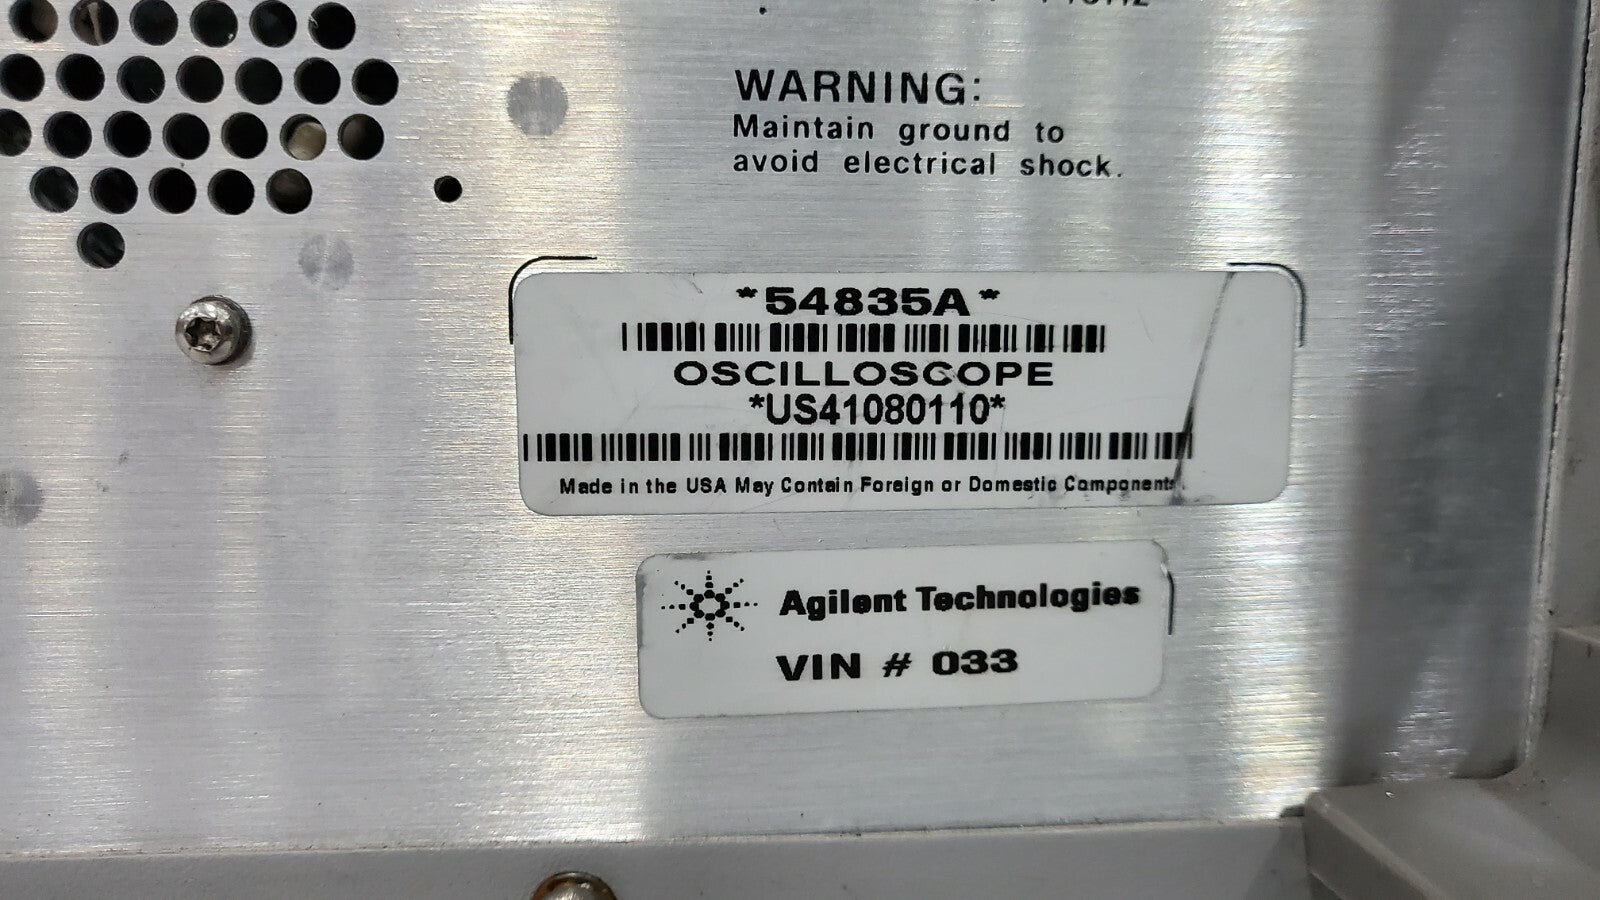 WARNING:
Maintain ground to
avoid electrical shock.
*54835A*
OSCILLOSCOPE
*US41080110*
Made in the USA May Contain Foreign or Domestic Components.
Agilent Technologies
VIN # 033